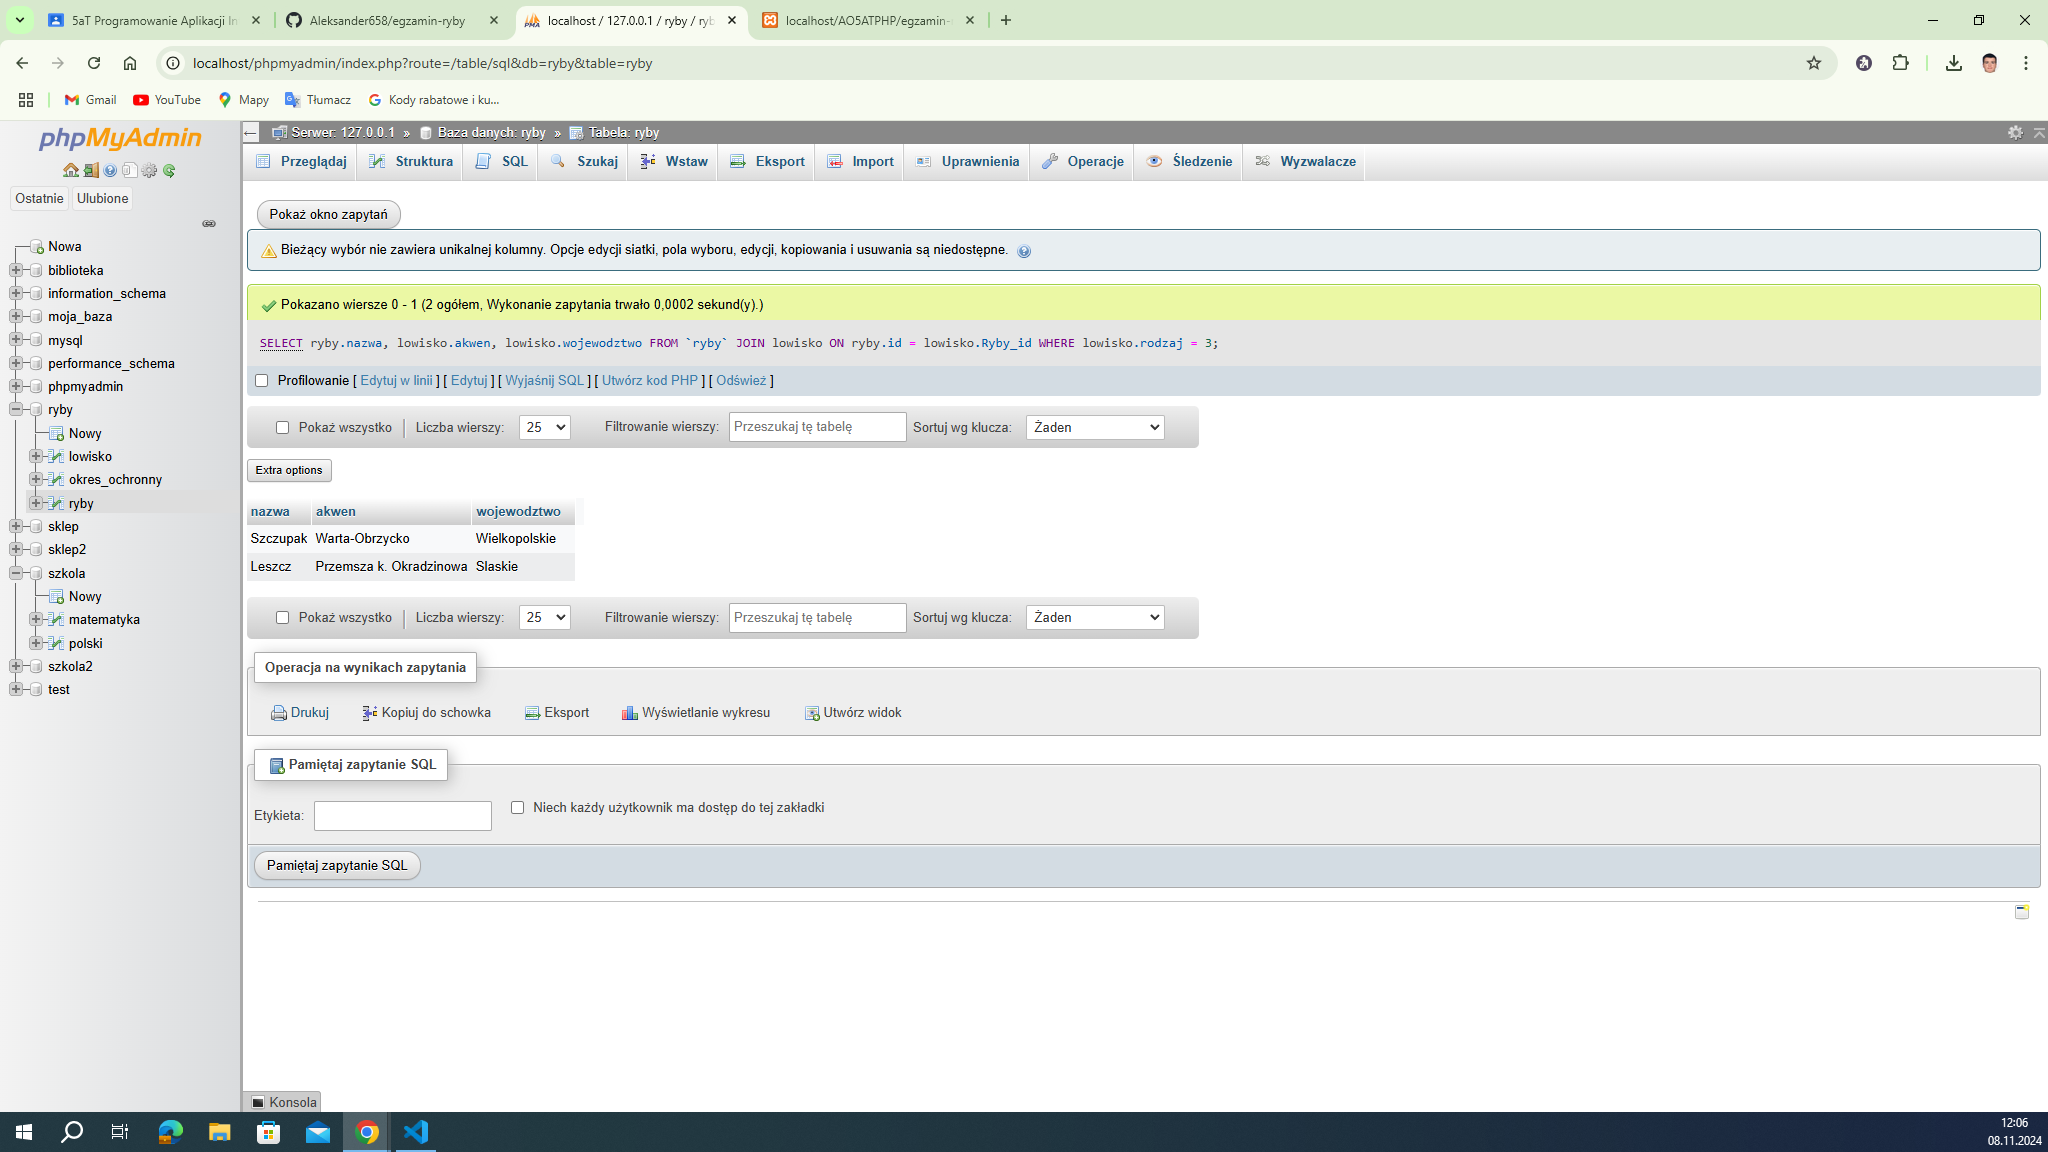 5aT Programowanie Aplikacji In
Aleksander658/egzamin-ryby
localhost / 127.0.0.1 / ryby / ryb
localhost/AO5ATPHP/egzamin-
localhost/phpmyadmin/index.php?route=/table/sql&db=ryby&table=ryby
Gmail
YouTube
Mapy
Tłumacz
Kody rabatowe i ku...
phpMyAdmin
Ostatnie
Ulubione
Nowa
biblioteka
information_schema
moja_baza
mysql
performance_schema
phpmyadmin
ryby
Nowy
lowisko
okres_ochronny
ryby
sklep
sklep2
szkola
Nowy
matematyka
polski
szkola2
test
Serwer: 127.0.0.1 » Baza danych: ryby » Tabela: ryby
Przeglądaj
Struktura
SQL
Szukaj
Wstaw
Eksport
Import
Uprawnienia
Operacje
Śledzenie
Wyzwalacze
Pokaż okno zapytań
Bieżący wybór nie zawiera unikalnej kolumny. Opcje edycji siatki, pola wyboru, edycji, kopiowania i usuwania są niedostępne.
Pokazano wiersze 0 - 1 (2 ogółem, Wykonanie zapytania trwało 0,0002 sekund(y).)
SELECT ryby.nazwa, lowisko.akwen, lowisko.wojewodztwo FROM `ryby` JOIN lowisko ON ryby.id = lowisko.Ryby_id WHERE lowisko.rodzaj = 3;
Profilowanie [ Edytuj w linii ] [ Edytuj ] [ Wyjaśnij SQL ] [ Utwórz kod PHP ] [ Odśwież ]
Pokaż wszystko | Liczba wierszy: 25 Filtrowanie wierszy: Przeszukaj tę tabelę Sortuj wg klucza: Żaden
Extra options
nazwa akwen wojewodztwo
Szczupak Warta-Obrzycko Wielkopolskie
Leszcz Przemsza k. Okradzinowa Slaskie
Pokaż wszystko | Liczba wierszy: 25 Filtrowanie wierszy: Przeszukaj tę tabelę Sortuj wg klucza: Żaden
Operacja na wynikach zapytania
Drukuj
Kopiuj do schowka
Eksport
Wyświetlanie wykresu
Utwórz widok
Pamiętaj zapytanie SQL
Etykieta:
Niech każdy użytkownik ma dostęp do tej zakładki
Pamiętaj zapytanie SQL
Konsola
12:06
08.11.2024